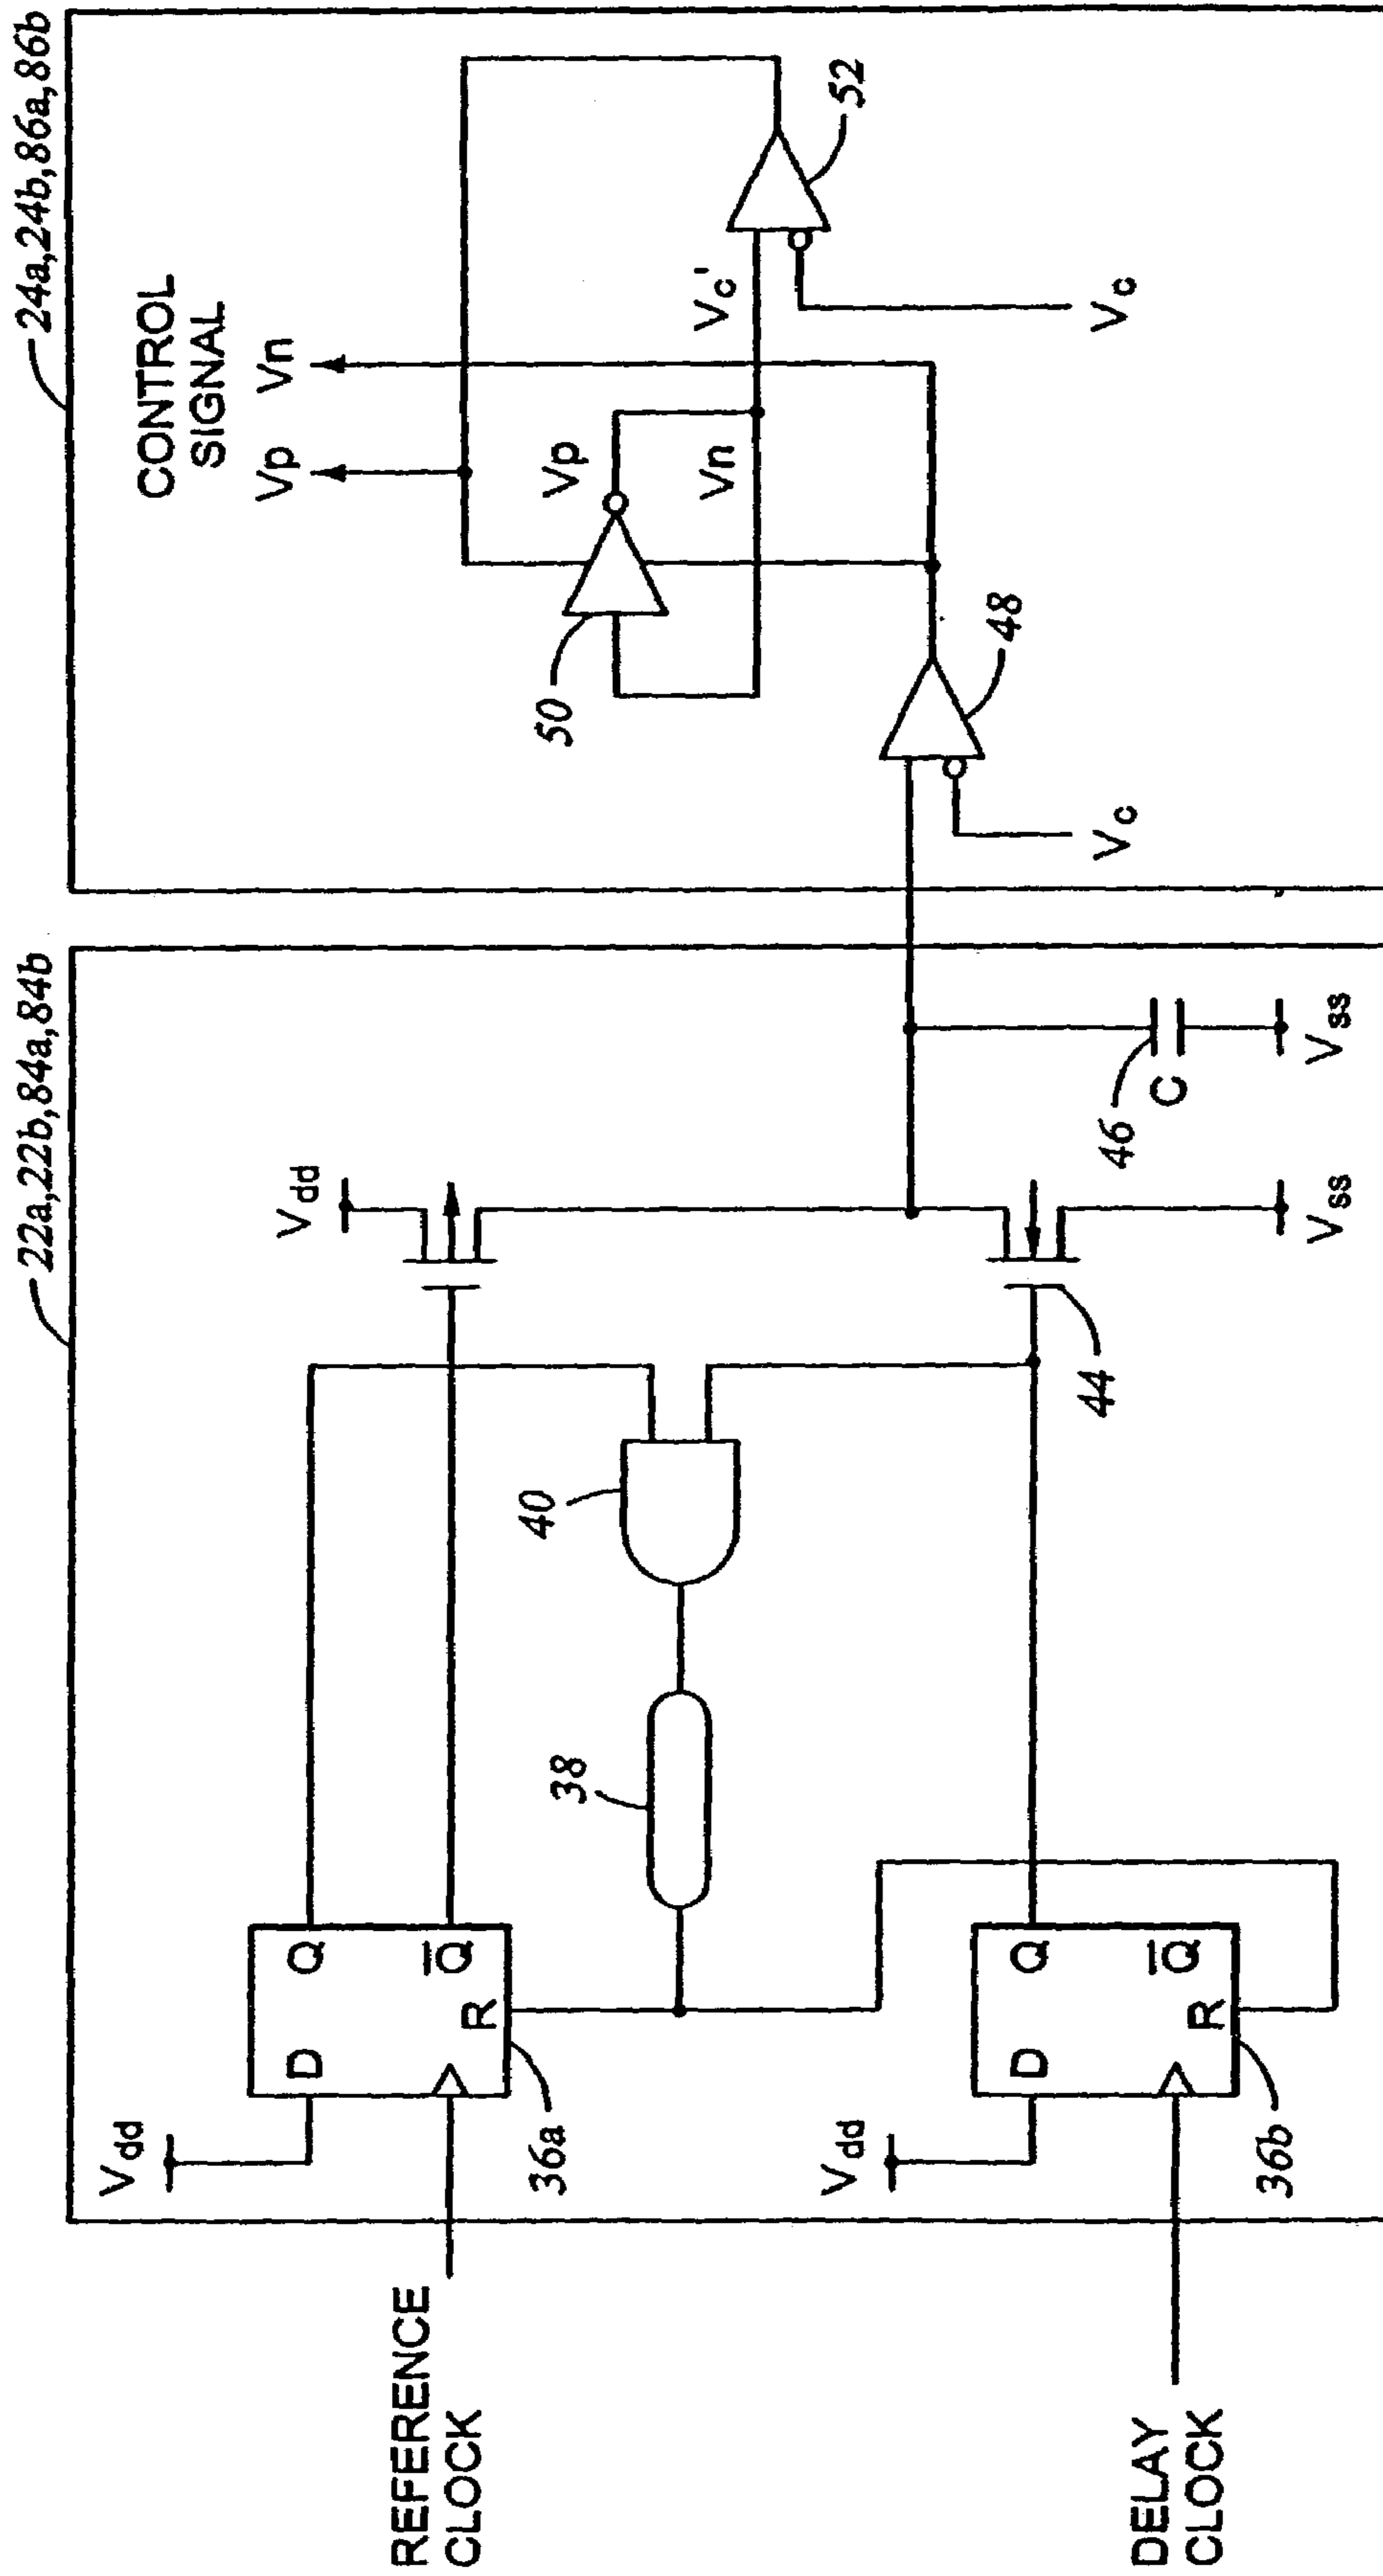 22a,22b,84a,84b
24a,24b,86a,86b
REFERENCE
CLOCK
Vdd
D
Q
Q̅
R
36a
38
40
Vdd
44
Vss
46
C
Vss
DELAY
CLOCK
Vdd
D
Q
Q̅
R
36b
CONTROL
SIGNAL
Vp
Vn
50
Vp
Vn
Vc'
52
Vc
48
Vc